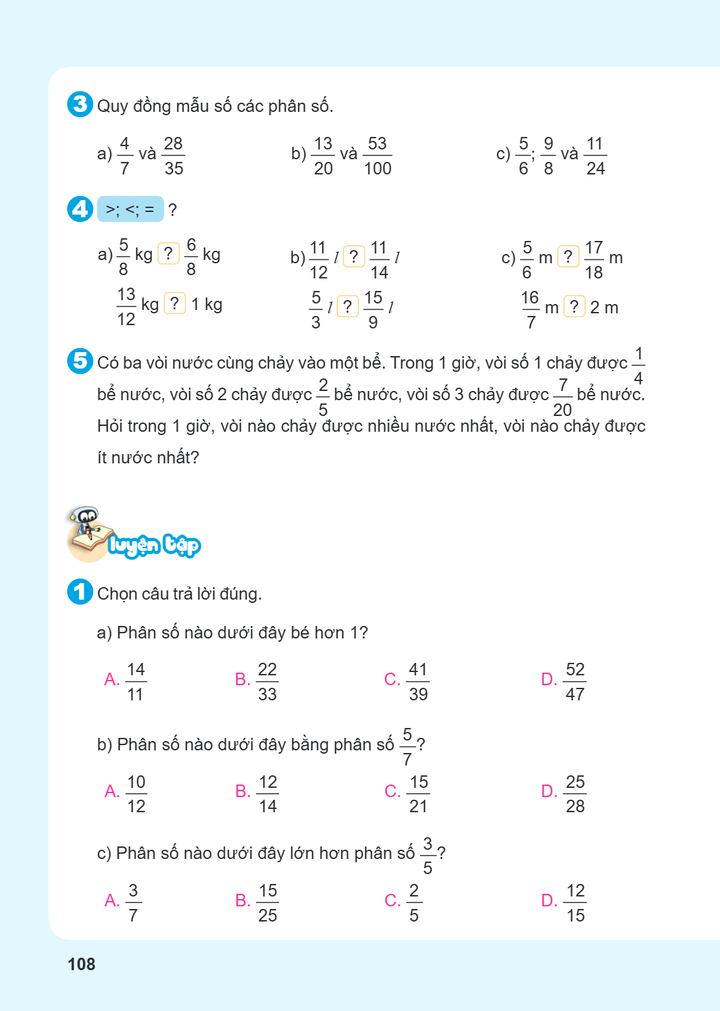 3 Quy đồng mẫu số các phân số.
a) 4/7 và 28/35 b) 13/20 và 53/100 c) 5/6; 9/8 và 11/24
4 >; <; = ?
a) 5/8 kg ? 6/8 kg b) 11/12 l ? 11/14 l c) 5/6 m ? 17/18 m
13/12 kg ? 1 kg 5/3 l ? 15/9 l 16/7 m ? 2 m
5 Có ba vòi nước cùng chảy vào một bể. Trong 1 giờ, vòi số 1 chảy được 1/4
bể nước, vòi số 2 chảy được 2/5 bể nước, vòi số 3 chảy được 7/20 bể nước.
Hỏi trong 1 giờ, vòi nào chảy được nhiều nước nhất, vòi nào chảy được
ít nước nhất?
luyện tập
1 Chọn câu trả lời đúng.
a) Phân số nào dưới đây bé hơn 1?
A. 14/11 B. 22/33 C. 41/39 D. 52/47
b) Phân số nào dưới đây bằng phân số 5/7?
A. 10/12 B. 12/14 C. 15/21 D. 25/28
c) Phân số nào dưới đây lớn hơn phân số 3/5?
A. 3/7 B. 15/25 C. 2/5 D. 12/15
108